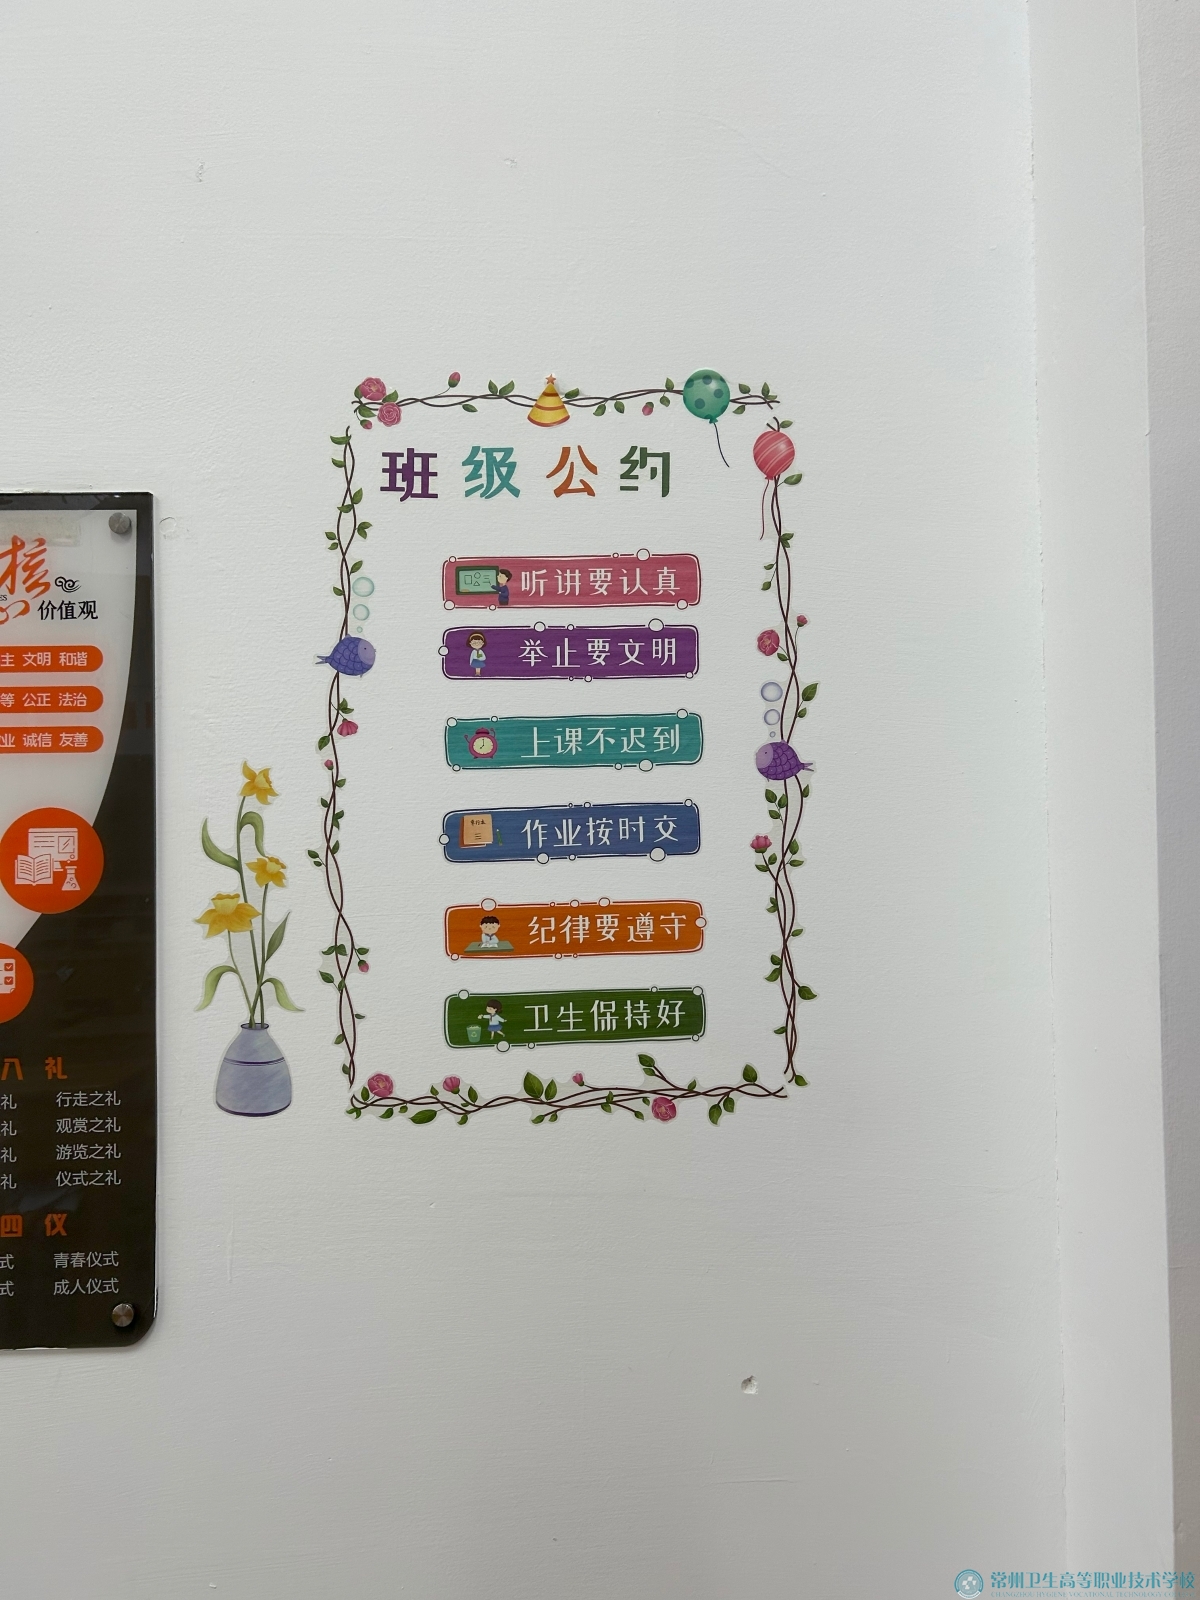 核
价值观
主 文明 和谐
等 公正 法治
业 诚信 友善
八 礼
礼 行走之礼
礼 观赏之礼
礼 游览之礼
礼 仪式之礼
四 仪
式 青春仪式
式 成人仪式
班级公约
听讲要认真
举止要文明
上课不迟到
作业按时交
纪律要遵守
卫生保持好
常州卫生高等职业技术学校